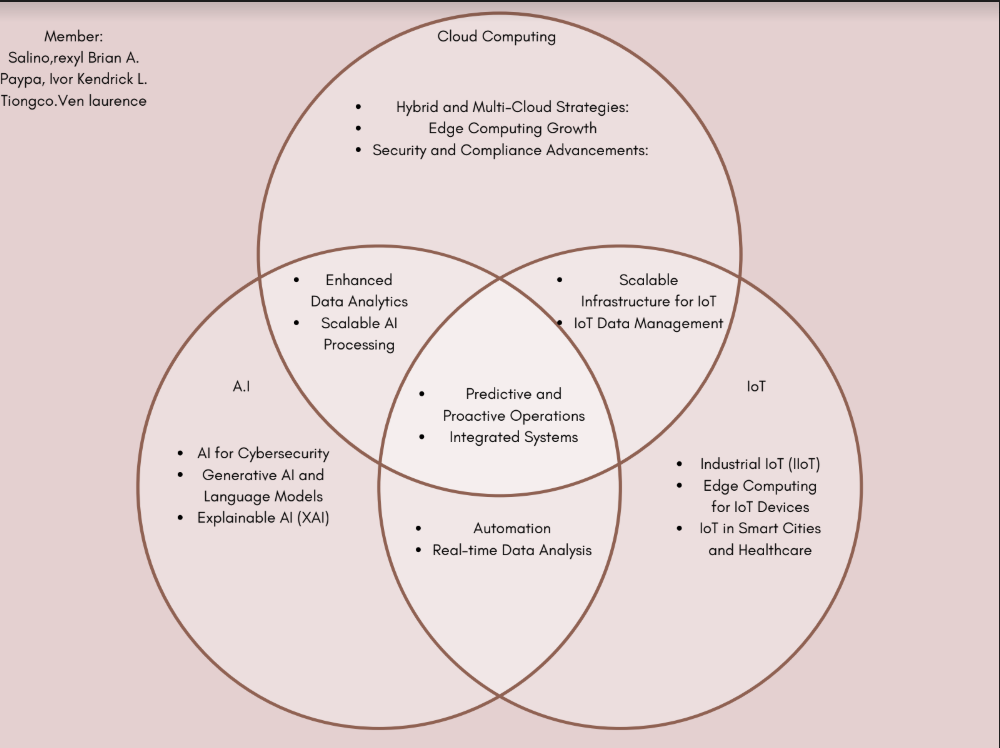 Member:
Salino,rexyl Brian A.
Paypa, Ivor Kendrick L.
Tiongco.Ven laurence
Cloud Computing
• Hybrid and Multi-Cloud Strategies:
• Edge Computing Growth
• Security and Compliance Advancements:
• Enhanced
Data Analytics
• Scalable AI
Processing
• Scalable
Infrastructure for IoT
• IoT Data Management
A.I
• AI for Cybersecurity
• Generative AI and
Language Models
• Explainable AI (XAI)
• Predictive and
Proactive Operations
• Integrated Systems
IoT
• Industrial IoT (IIoT)
• Edge Computing
for IoT Devices
• IoT in Smart Cities
and Healthcare
• Automation
• Real-time Data Analysis